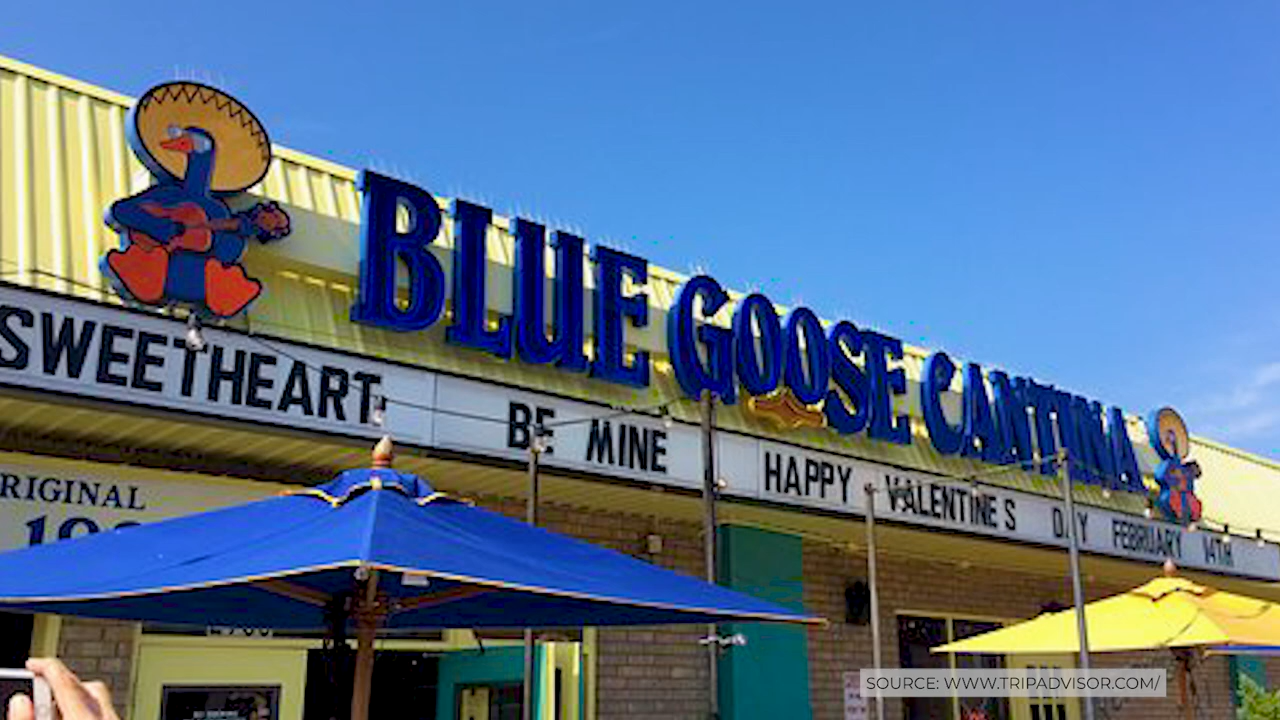 BLUE GOOSE CANTINA
SWEETHEART BE MINE HAPPY VALENTINE S DAY FEBRUARY 14TH
RIGINAL
SOURCE: WWW.TRIPADVISOR.COM/